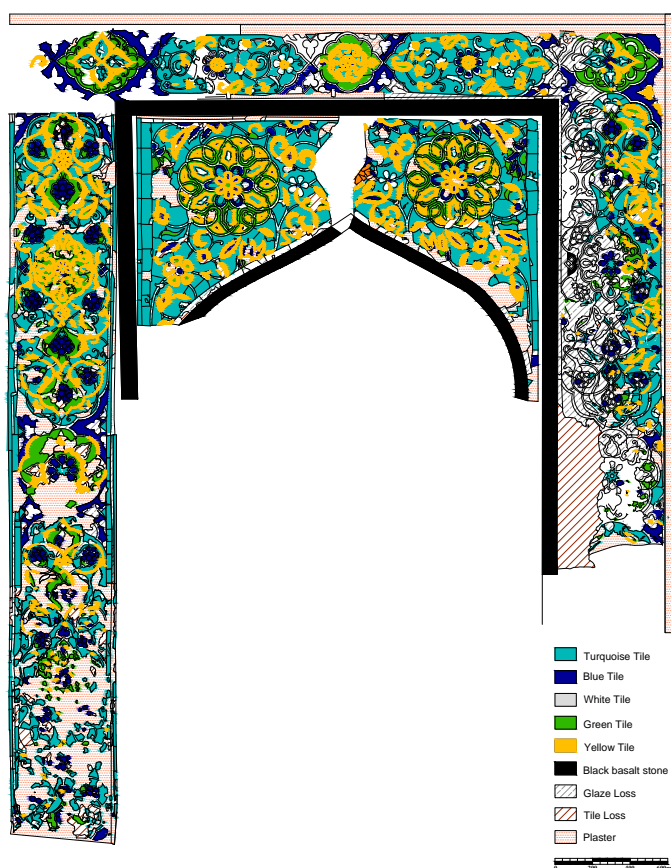 Turquoise Tile
Blue Tile
White Tile
Green Tile
Yellow Tile
Black basalt stone
Glaze Loss
Tile Loss
Plaster